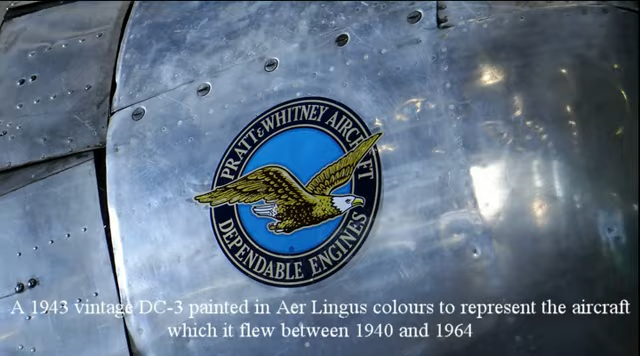 PRATT & WHITNEY AIRCRAFT
DEPENDABLE ENGINES
A 1943 vintage DC-3 painted in Aer Lingus colours to represent the aircraft
which it flew between 1940 and 1964